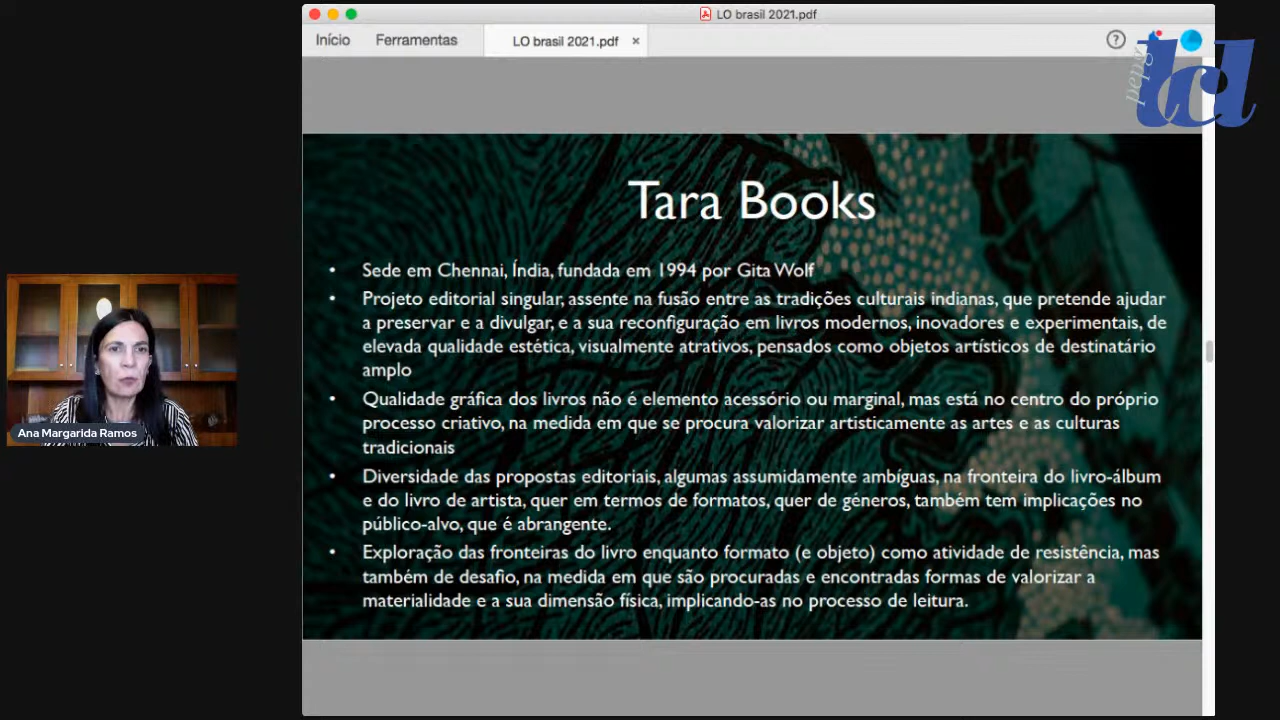 LO brasil 2021.pdf
Início
Ferramentas
LO brasil 2021.pdf
×
?
lcd
Tara Books
• Sede em Chennai, Índia, fundada em 1994 por Gita Wolf
• Projeto editorial singular, assente na fusão entre as tradições culturais indianas, que pretende ajudar
a preservar e a divulgar, e a sua reconfiguração em livros modernos, inovadores e experimentais, de
elevada qualidade estética, visualmente atrativos, pensados como objetos artísticos de destinatário
amplo
• Qualidade gráfica dos livros não é elemento acessório ou marginal, mas está no centro do próprio
processo criativo, na medida em que se procura valorizar artisticamente as artes e as culturas
tradicionais
• Diversidade das propostas editoriais, algumas assumidamente ambíguas, na fronteira do livro-álbum
e do livro de artista, quer em termos de formatos, quer de géneros, também tem implicações no
público-alvo, que é abrangente.
• Exploração das fronteiras do livro enquanto formato (e objeto) como atividade de resistência, mas
também de desafio, na medida em que são procuradas e encontradas formas de valorizar a
materialidade e a sua dimensão física, implicando-as no processo de leitura.
Ana Margarida Ramos